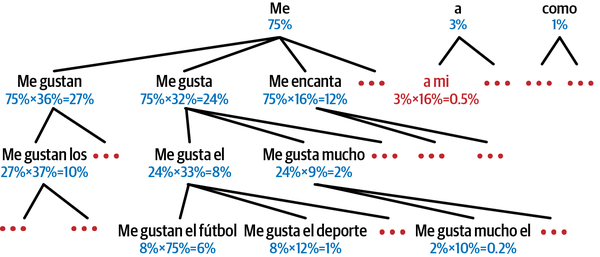 Me a como
75% 3% 1%
Me gustan Me gusta Me encanta a mi
75%×36%=27% 75%×32%=24% 75%×16%=12% 3%×16%=0.5%
Me gustan los Me gusta el Me gusta mucho
27%×37%=10% 24%×33%=8% 24%×9%=2%
Me gustan el fútbol Me gusta el deporte Me gusta mucho el
8%×75%=6% 8%×12%=1% 2%×10%=0.2%